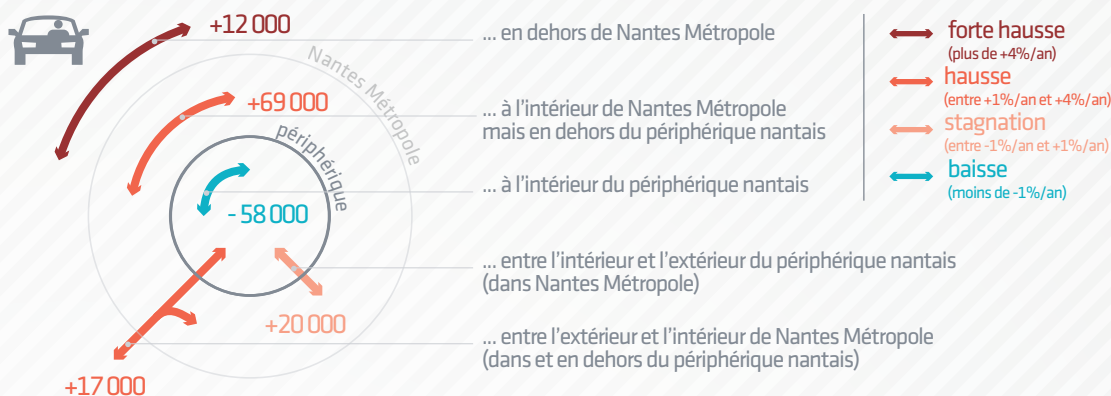 +12 000
... en dehors de Nantes Métropole
Nantes Métropole
+69 000
... à l'intérieur de Nantes Métropole
mais en dehors du périphérique nantais
périphérique
... à l'intérieur du périphérique nantais
- 58 000
... entre l'intérieur et l'extérieur du périphérique nantais
(dans Nantes Métropole)
+20 000
... entre l'extérieur et l'intérieur de Nantes Métropole
(dans et en dehors du périphérique nantais)
+17 000
forte hausse
(plus de +4%/an)
hausse
(entre +1%/an et +4%/an)
stagnation
(entre -1%/an et +1%/an)
baisse
(moins de -1%/an)